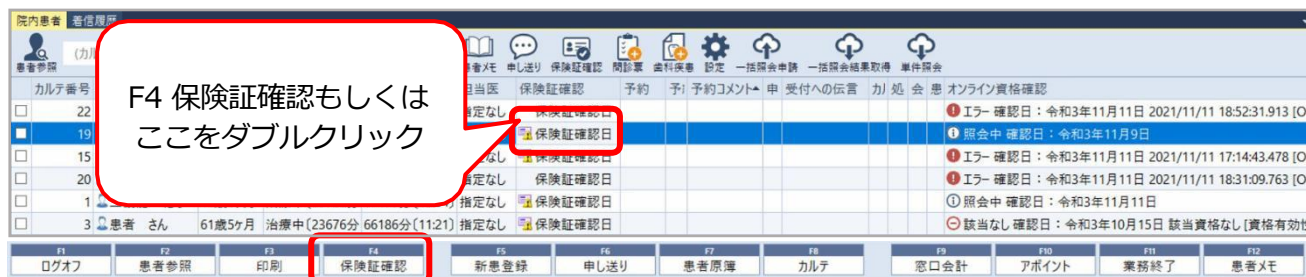 院内患者 着信履歴
患者参照 (カル 患者メモ 申し送り 保険証確認 問診票 歯科疾患 設定 一括照会申請 一括照会結果取得 単件照会
カルテ番号 担当医 保険証確認 予約 予約コメント 申 受付への伝言 カ 処 会 患 オンライン資格確認
F4 保険証確認もしくは
ここをダブルクリック
22 指定なし 保険証確認日 エラー 確認日：令和3年11月11日 2021/11/11 18:52:31.913 [O
19 保険証確認日 照会中 確認日：令和3年11月9日
15 なし 保険証確認日 エラー 確認日：令和3年11月11日 2021/11/11 17:14:43.478 [O
20 指定なし 保険証確認日 エラー 確認日：令和3年11月11日 2021/11/11 18:31:09.763 [O
1 指定なし 保険証確認日 照会中 確認日：令和3年11月11日
3 患者 さん 61歳5ケ月 治療中[23676分 66186分(11:21) 指定なし 保険証確認日 該当なし 確認日：令和3年10月15日 該当資格なし [資格有効性
F1 F2 F3 F4 F5 F6 F7 F8 F9 F10 F11 F12
ログオフ 患者参照 印刷 保険証確認 新患登録 申し送り 患者原簿 カルテ 窓口会計 アポイント 業務終了 患者メモ